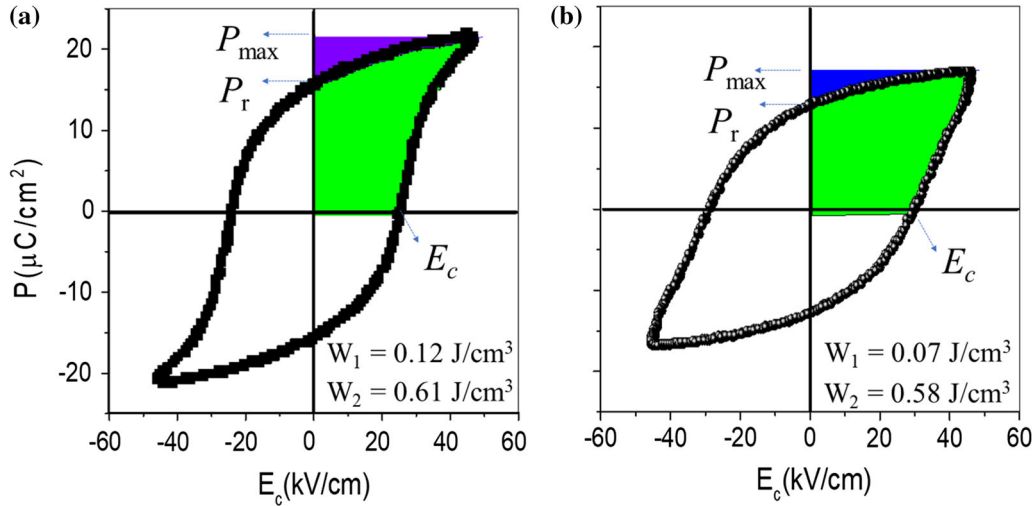 (a)
P_max
P_r
E_c
W₁ = 0.12 J/cm³
W₂ = 0.61 J/cm³
20
10
0
-10
-20
P(μC/cm²)
-60 -40 -20 0 20 40 60
E_c(kV/cm)
(b)
P_max
P_r
E_c
W₁ = 0.07 J/cm³
W₂ = 0.58 J/cm³
-60 -40 -20 0 20 40 60
E_c(kV/cm)